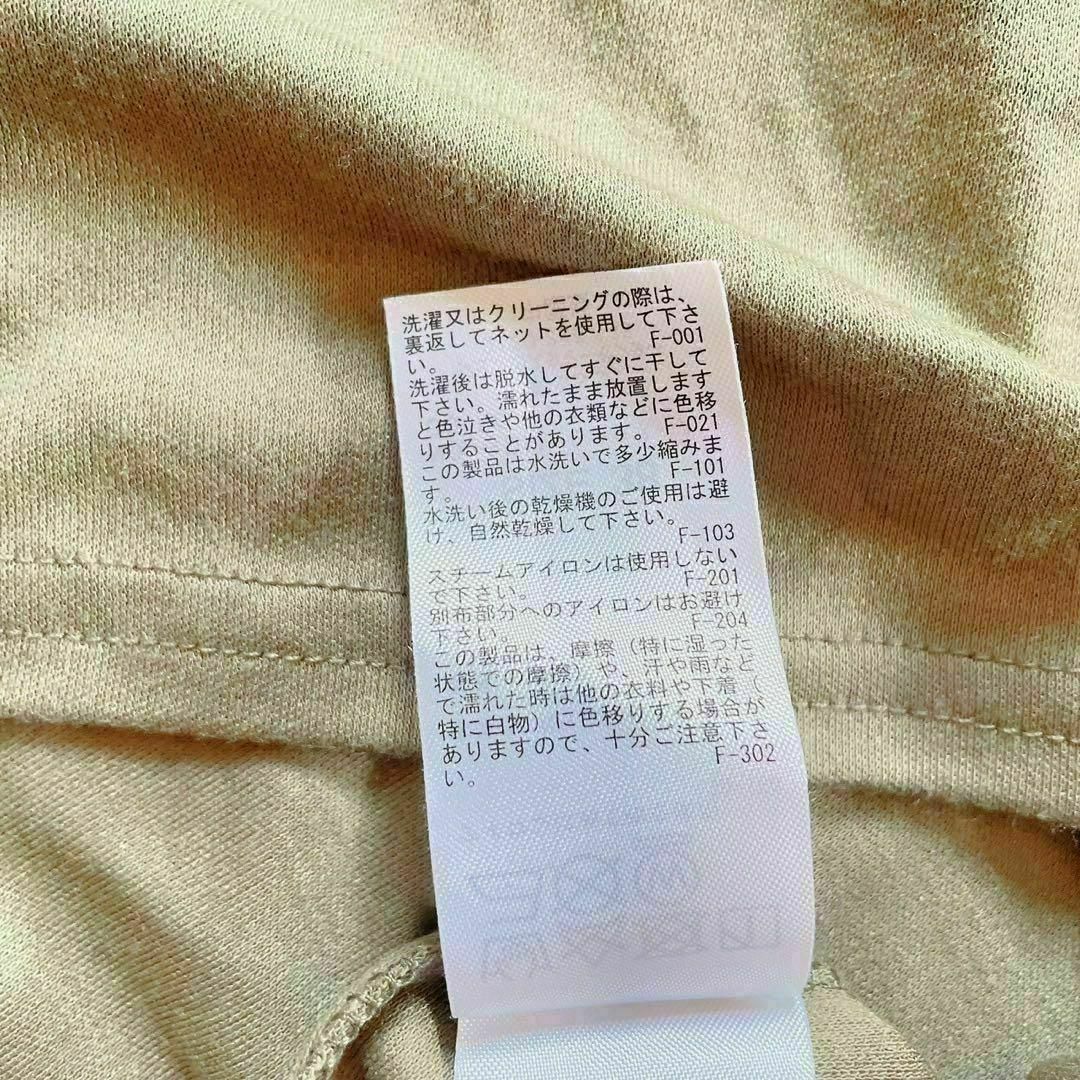 洗濯又はクリーニングの際は、
裏返してネットを使用して下さ
い。 F-001
洗濯後は脱水してすぐに干して
下さい。濡れたまま放置します
と色泣きや他の衣類などに色移
りすることがあります。 F-021
この製品は水洗いで多少縮みま
す。 F-101
水洗い後の乾燥機のご使用は避
け、自然乾燥して下さい。
F-103
スチームアイロンは使用しない
で下さい。 F-201
別布部分へのアイロンはお避け
下さい。 F-204
この製品は、摩擦（特に湿った
状態での摩擦）や、汗や雨など
で濡れた時は他の衣料や下着（
特に白物）に色移りする場合が
ありますので、十分ご注意下さ
い。 F-302